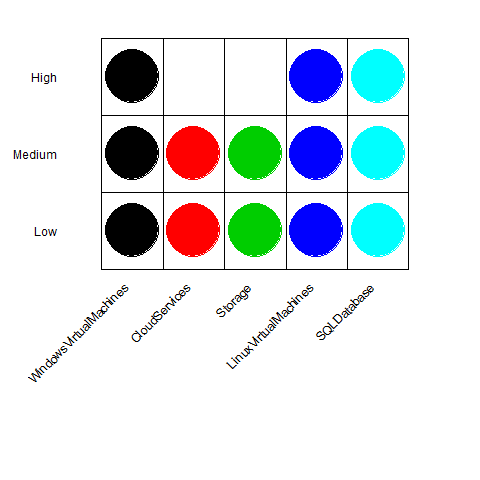 High
Medium
Low
WindowsVirtualMachines
CloudServices
Storage
LinuxVirtualMachines
SQLDatabase